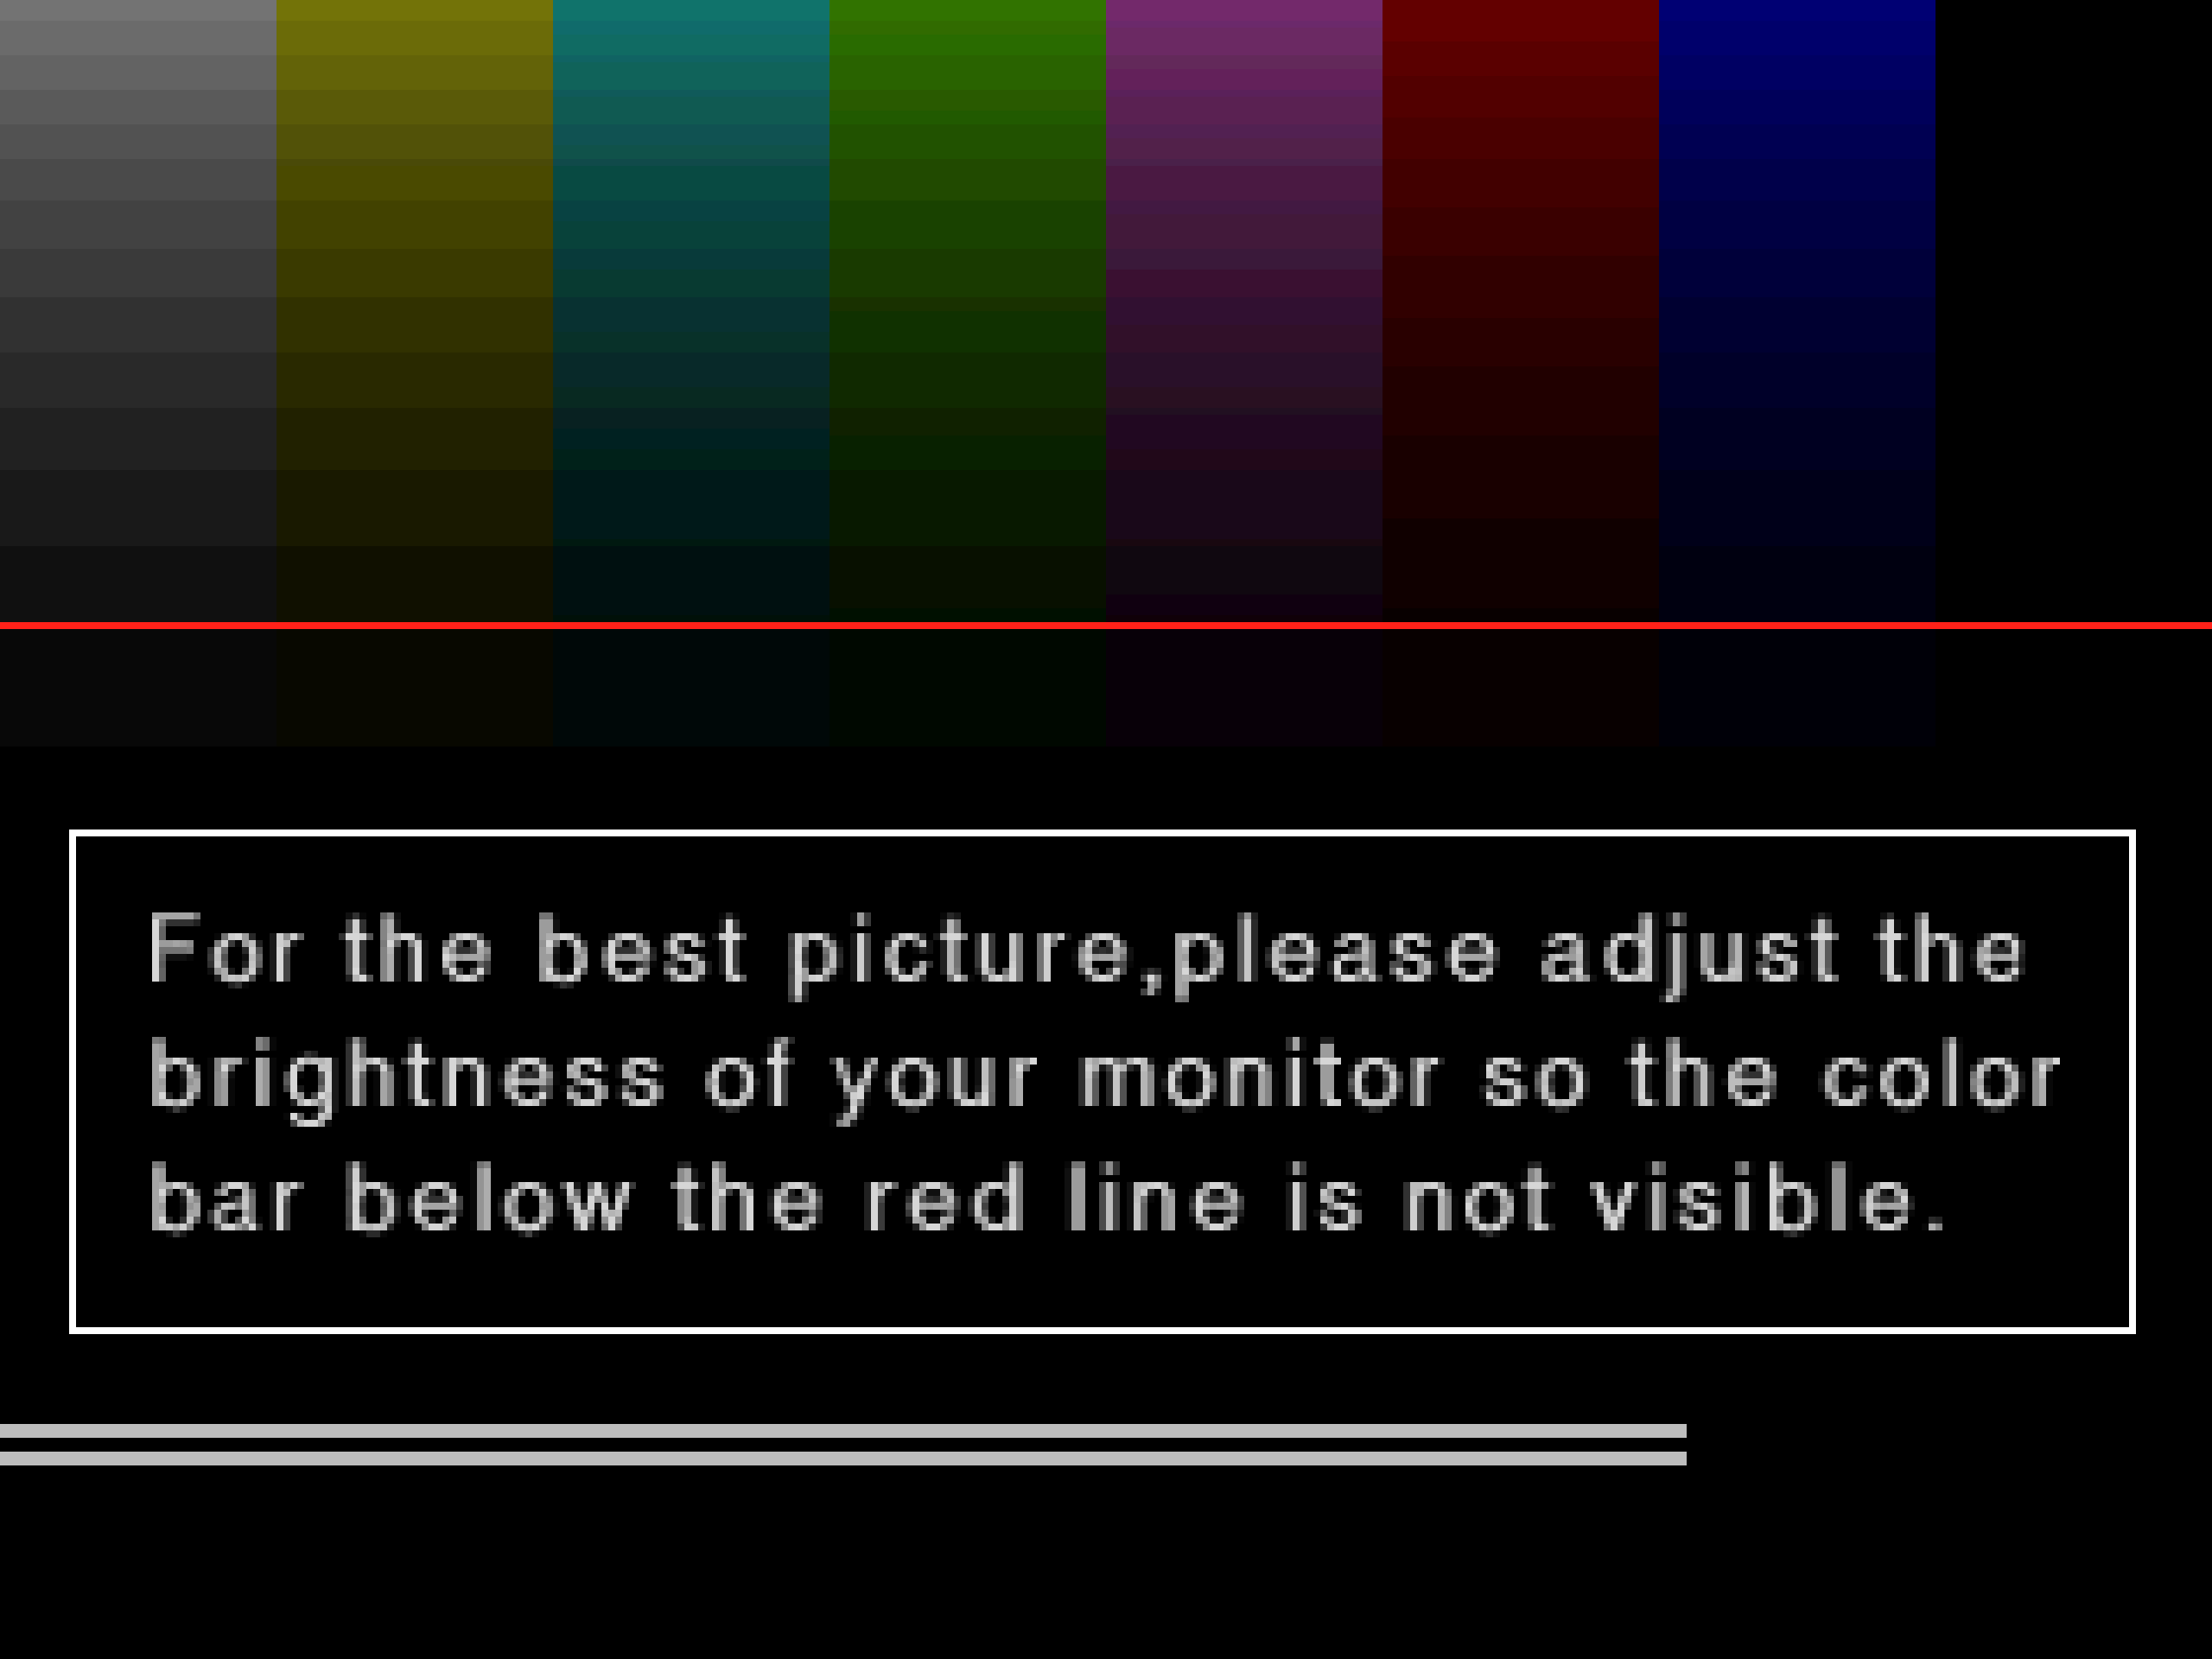 For the best picture,please adjust the
brightness of your monitor so the color
bar below the red line is not visible.